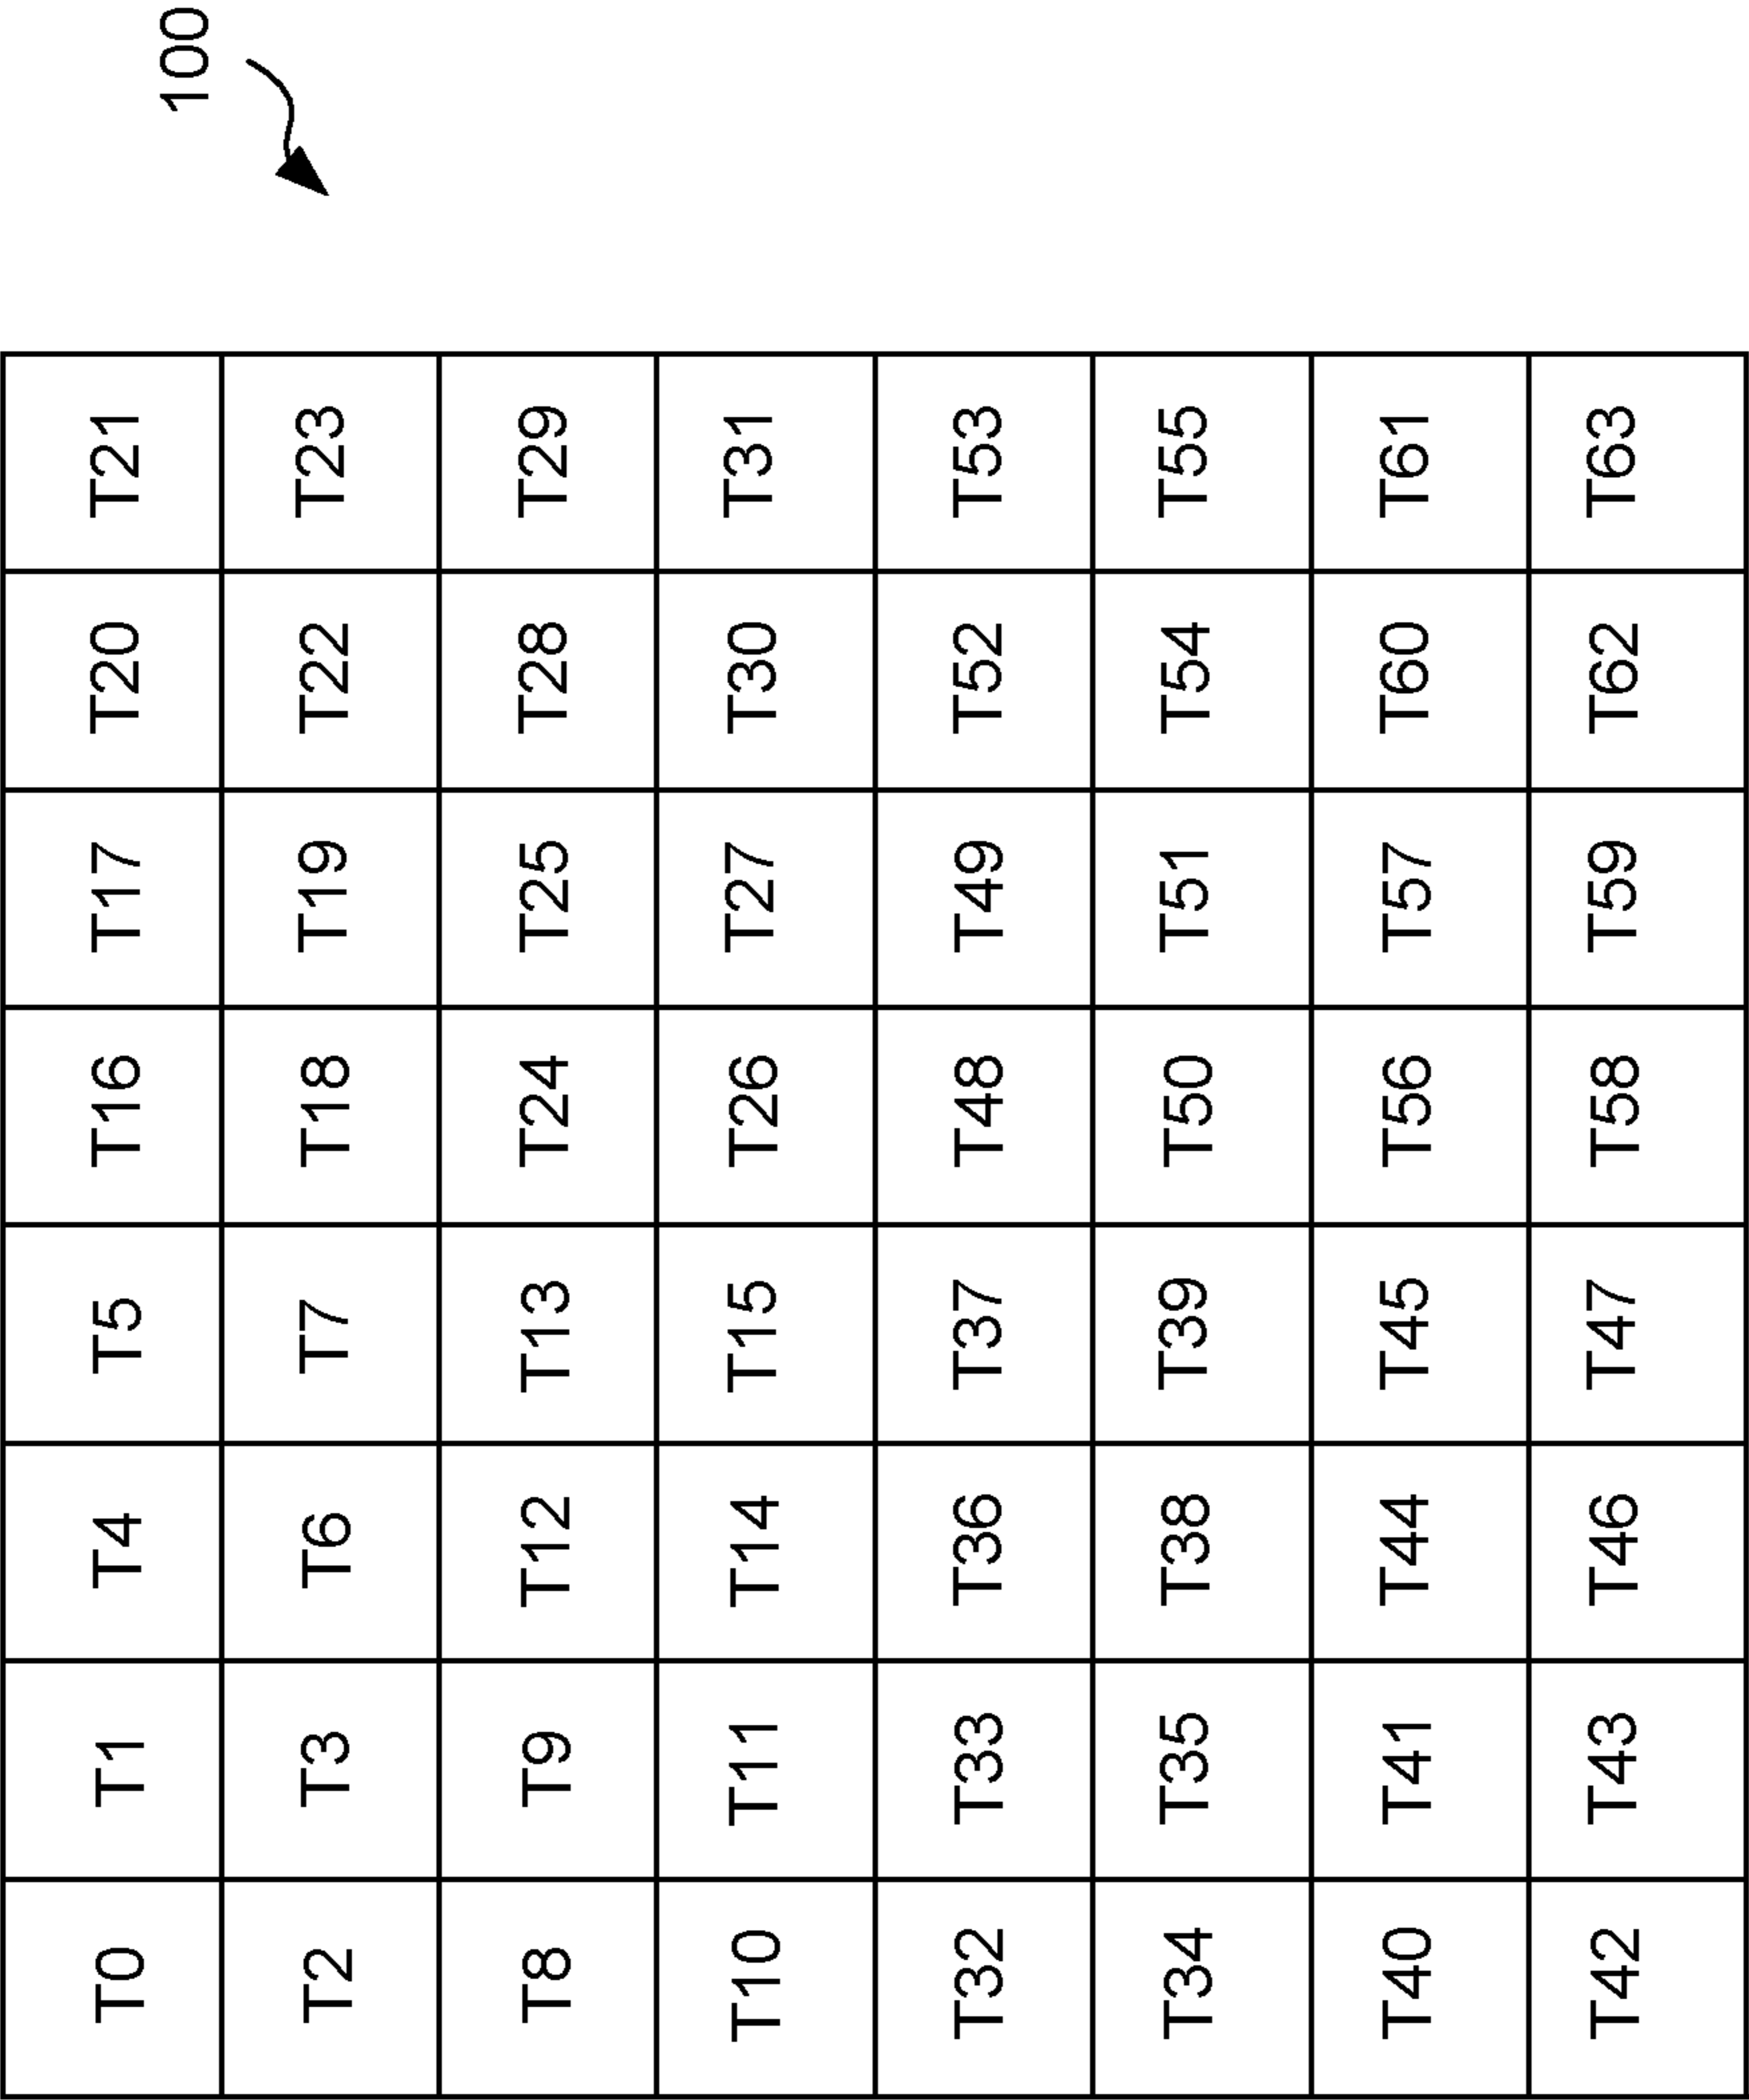 100
T0 T1 T4 T5 T16 T17 T20 T21
T2 T3 T6 T7 T18 T19 T22 T23
T8 T9 T12 T13 T24 T25 T28 T29
T10 T11 T14 T15 T26 T27 T30 T31
T32 T33 T36 T37 T48 T49 T52 T53
T34 T35 T38 T39 T50 T51 T54 T55
T40 T41 T44 T45 T56 T57 T60 T61
T42 T43 T46 T47 T58 T59 T62 T63